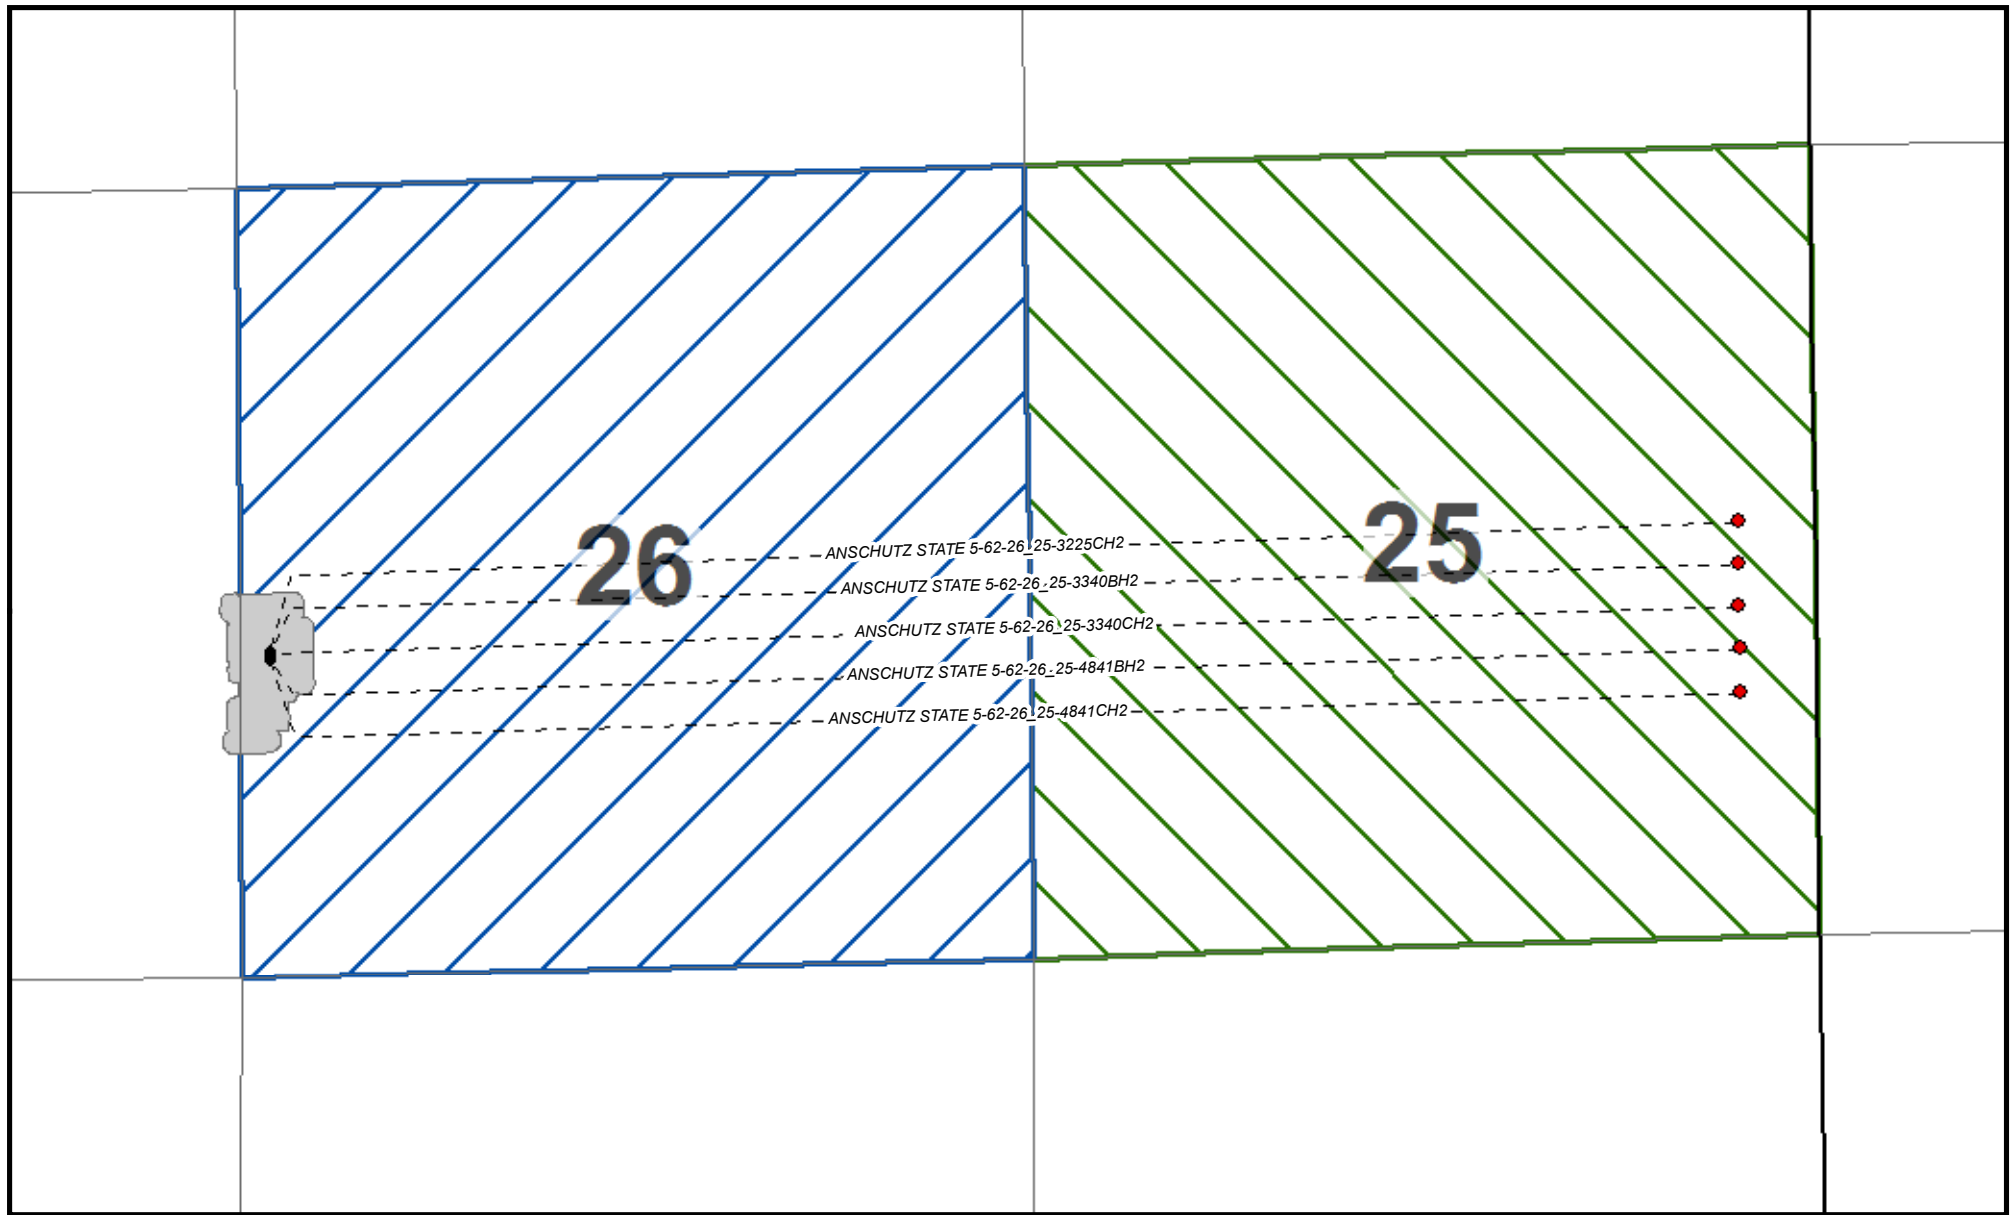 25
26
ANSCHUTZ STATE 5-62-26_25-3225CH2
ANSCHUTZ STATE 5-62-26_25-3340BH2
ANSCHUTZ STATE 5-62-26_25-3340CH2
ANSCHUTZ STATE 5-62-26_25-4841BH2
ANSCHUTZ STATE 5-62-26_25-4841CH2